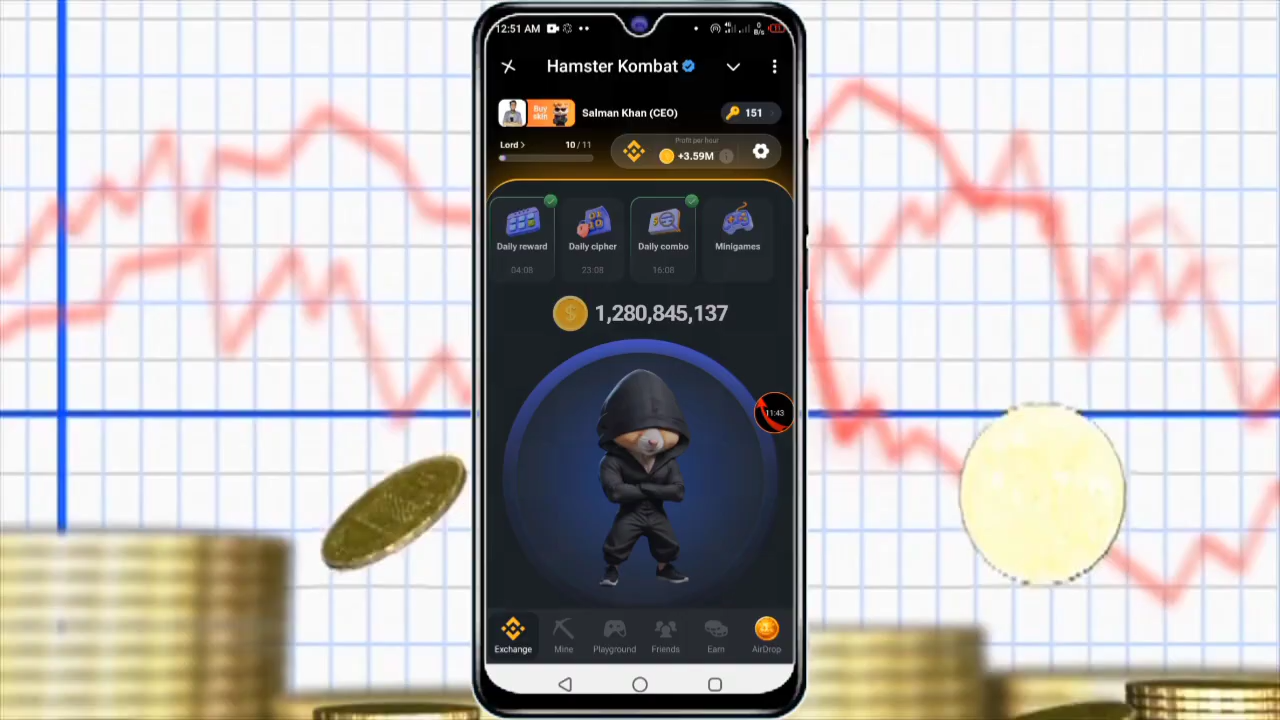 12:51 AM
0 B/s
Hamster Kombat
Buy skin
Salman Khan (CEO)
151
Lord >
10 / 11
Profit per hour
+3.59M
Daily reward
Daily cipher
Daily combo
Minigames
04:08
23:08
16:08
1,280,845,137
11:43
Exchange
Mine
Playground
Friends
Earn
AirDrop